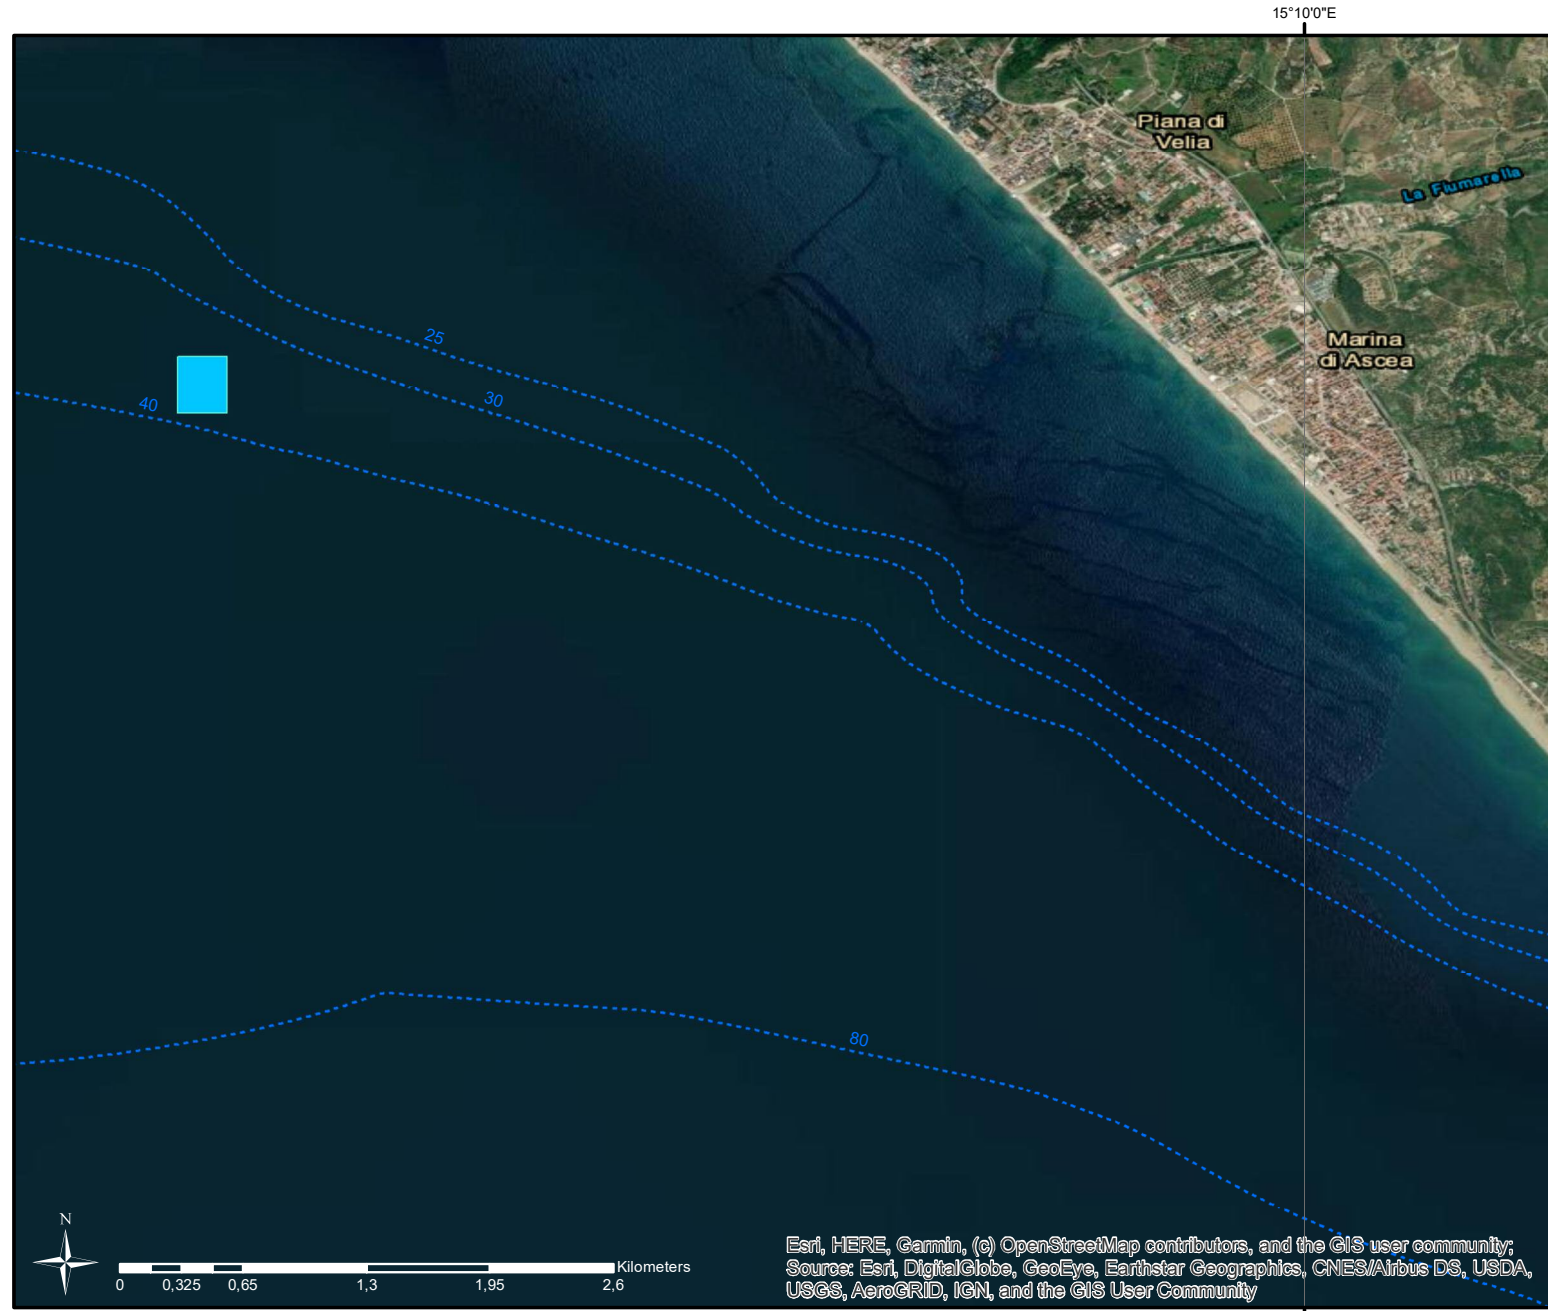 15°10'0"E
Piana di
Velia
La Fiumarella
Marina
di Ascea
25
30
40
80
N
Kilometers
0 0,325 0,65 1,3 1,95 2,6
Esri, HERE, Garmin, (c) OpenStreetMap contributors, and the GIS user community;
Source: Esri, DigitalGlobe, GeoEye, Earthstar Geographics, CNES/Airbus DS, USDA,
USGS, AeroGRID, IGN, and the GIS User Community